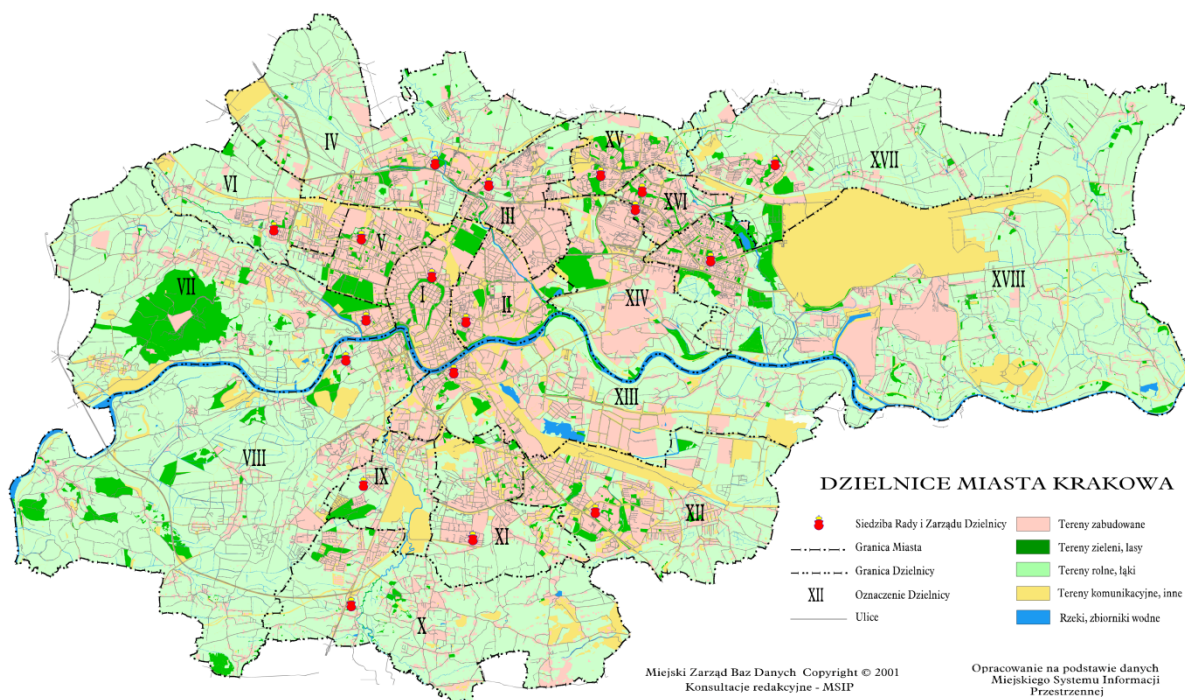 IV
XV
XVII
VI
III
XVI
V
VII
I
II
XIV
XVIII
XIII
VIII
IX
XI
XII
X
DZIELNICE MIASTA KRAKOWA
Siedziba Rady i Zarządu Dzielnicy
Granica Miasta
Granica Dzielnicy
XII Oznaczenie Dzielnicy
Ulice
Tereny zabudowane
Tereny zieleni, lasy
Tereny rolne, łąki
Tereny komunikacyjne, inne
Rzeki, zbiorniki wodne
Miejski Zarząd Baz Danych Copyright © 2001
Konsultacje redakcyjne - MSIP
Opracowanie na podstawie danych
Miejskiego Systemu Informacji
Przestrzennej